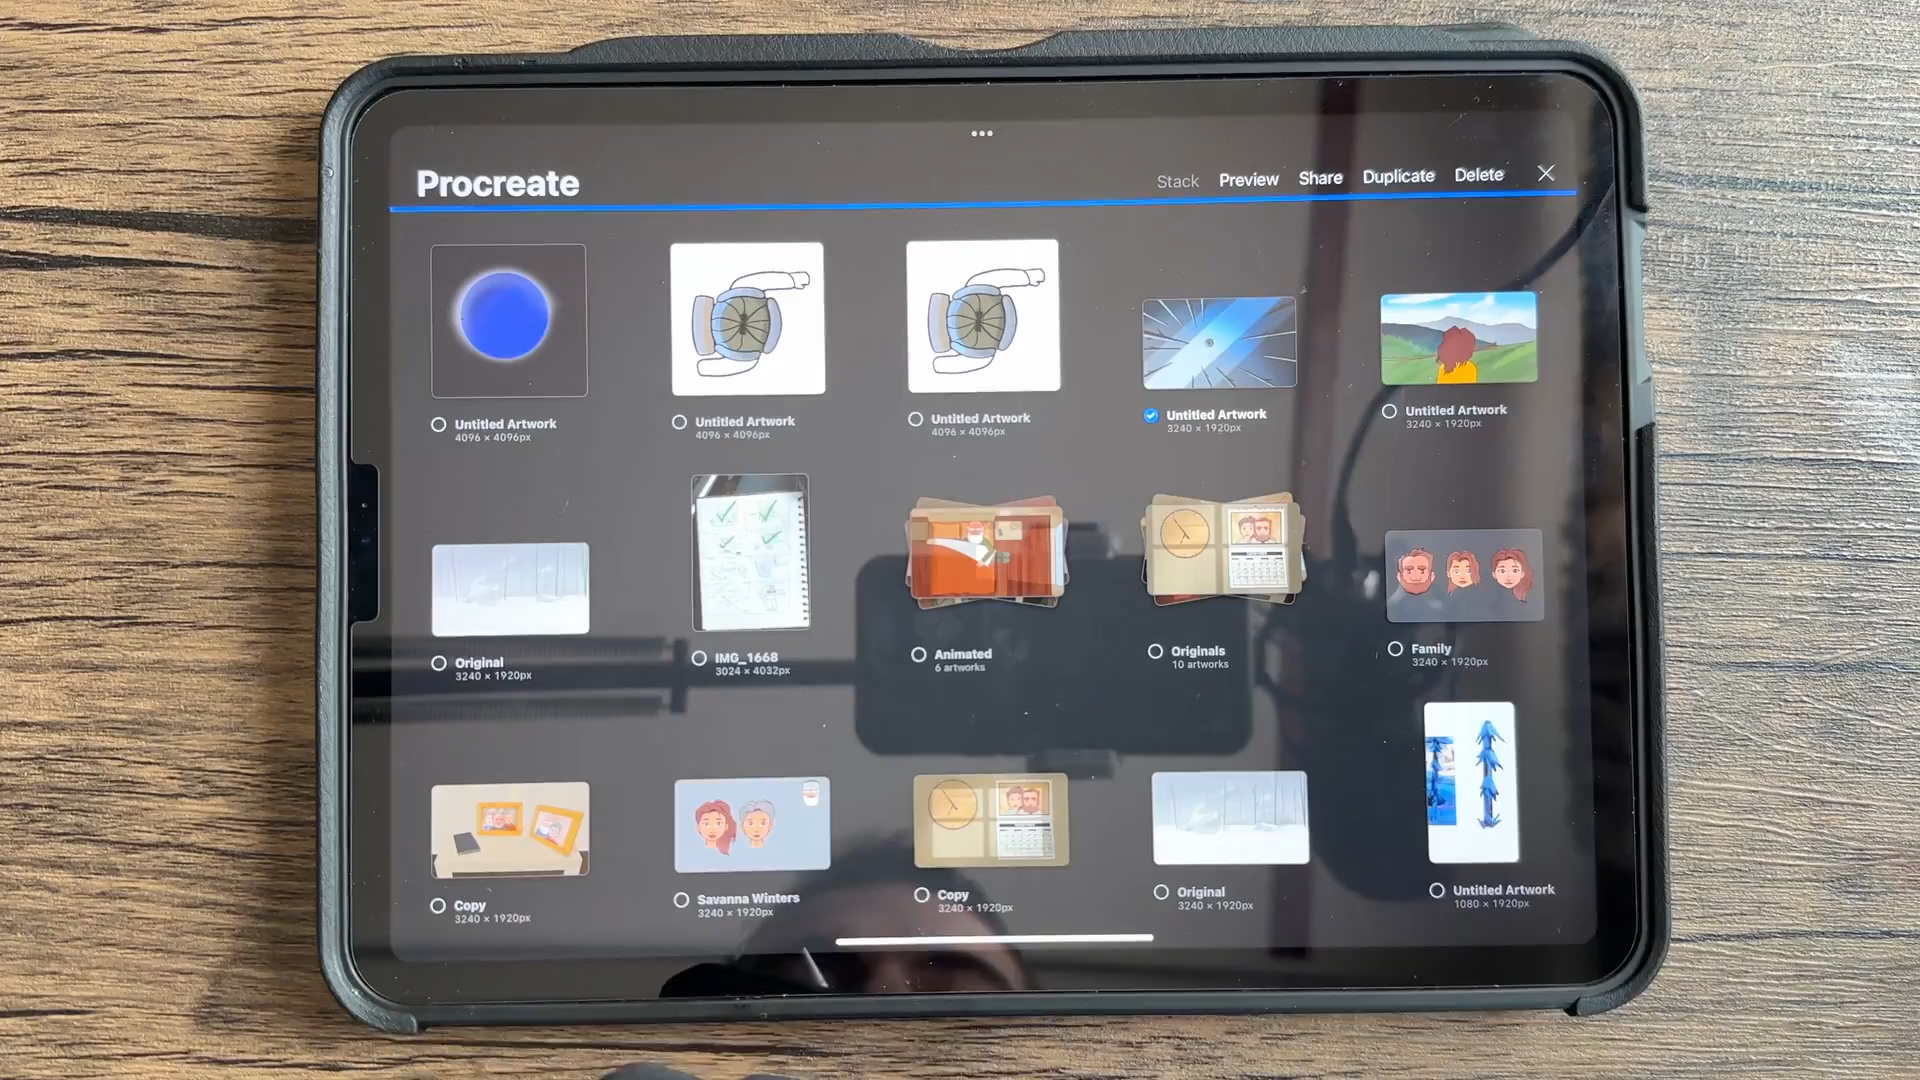 Procreate
Stack Preview Share Duplicate Delete
Untitled Artwork
4096 × 4096px
Untitled Artwork
4096 × 4096px
Untitled Artwork
4096 × 4096px
Untitled Artwork
3240 × 1920px
Untitled Artwork
3240 × 1920px
Original
3240 × 1920px
IMG_1668
3024 × 4032px
Animated
6 artworks
Originals
10 artworks
Family
3240 × 1920px
Copy
3240 × 1920px
Savanna Winters
3240 × 1920px
Copy
3240 × 1920px
Original
3240 × 1920px
Untitled Artwork
1080 × 1920px